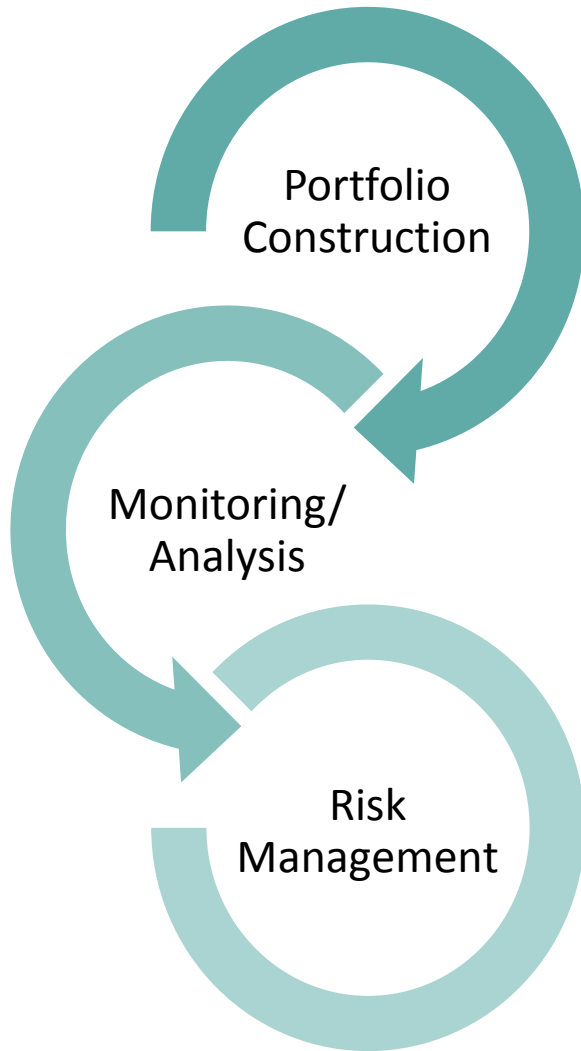 Portfolio
Construction
Monitoring/
Analysis
Risk
Management